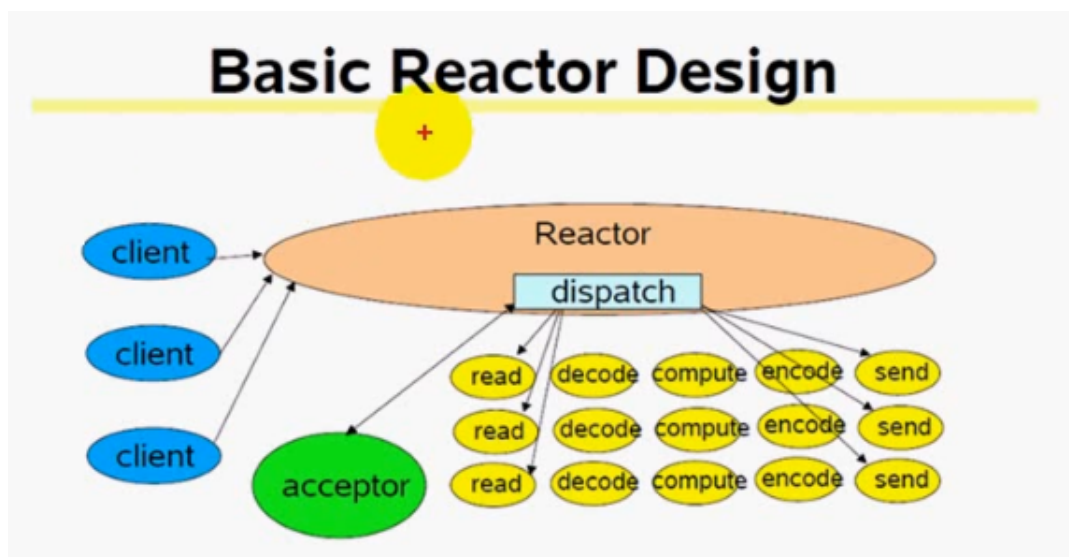 Basic Reactor Design
+
Reactor
client
dispatch
client
read decode compute encode send
read decode compute encode send
client
acceptor
read decode compute encode send